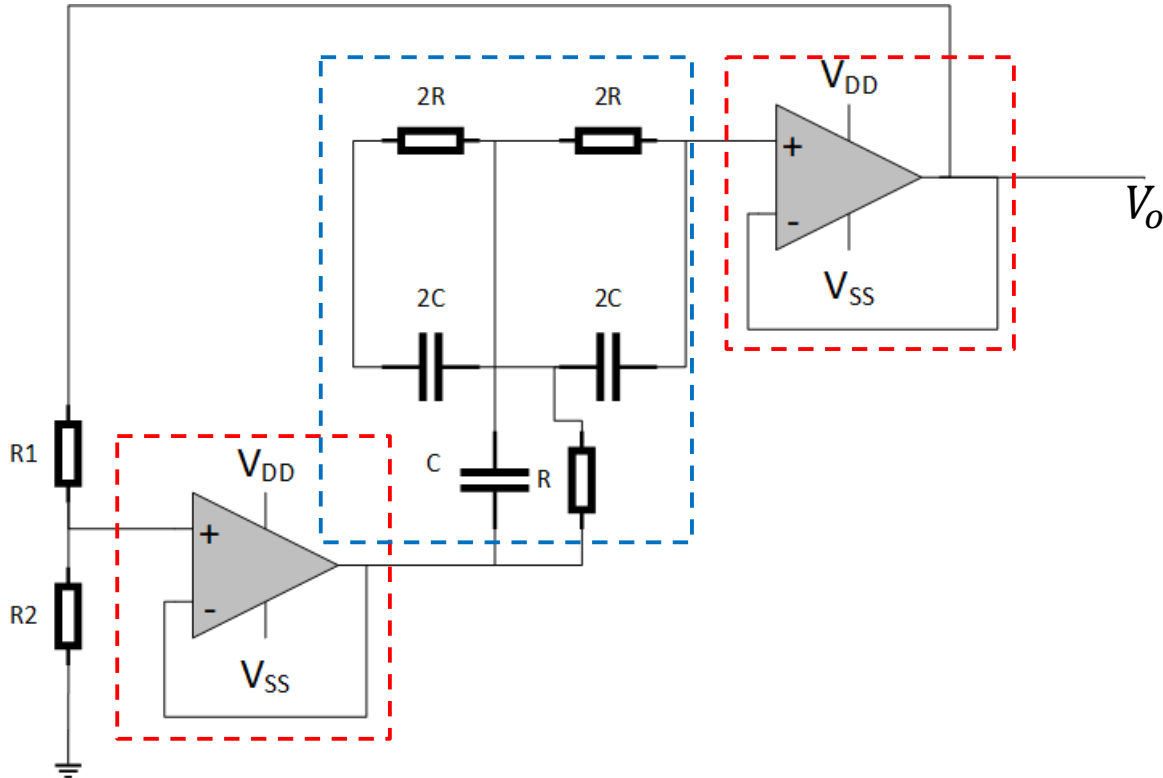 2R 2R
V_DD
+
-
V_o
V_SS
2C 2C
R1
C R
V_DD
+
-
R2
V_SS